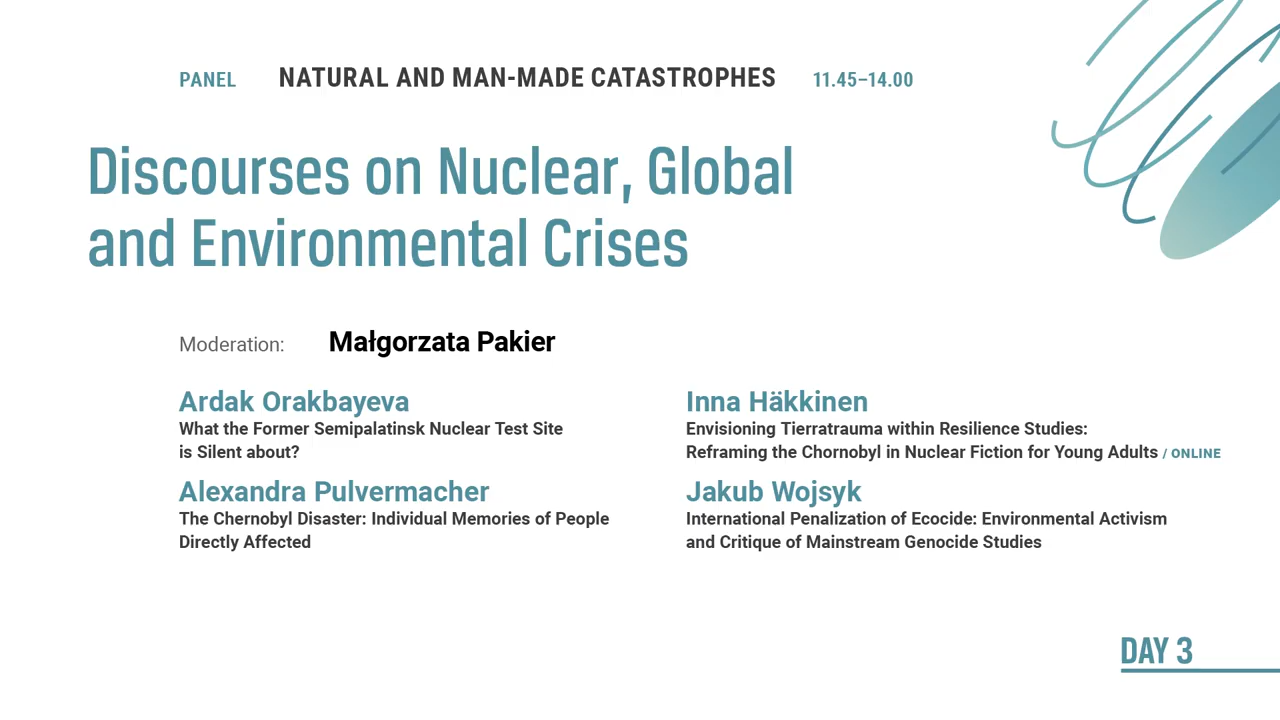 PANEL NATURAL AND MAN-MADE CATASTROPHES 11.45–14.00
Discourses on Nuclear, Global
and Environmental Crises
Moderation: Małgorzata Pakier
Ardak Orakbayeva
What the Former Semipalatinsk Nuclear Test Site
is Silent about?
Alexandra Pulvermacher
The Chernobyl Disaster: Individual Memories of People
Directly Affected
Inna Häkkinen
Envisioning Tierratrauma within Resilience Studies:
Reframing the Chornobyl in Nuclear Fiction for Young Adults / ONLINE
Jakub Wojsyk
International Penalization of Ecocide: Environmental Activism
and Critique of Mainstream Genocide Studies
DAY 3